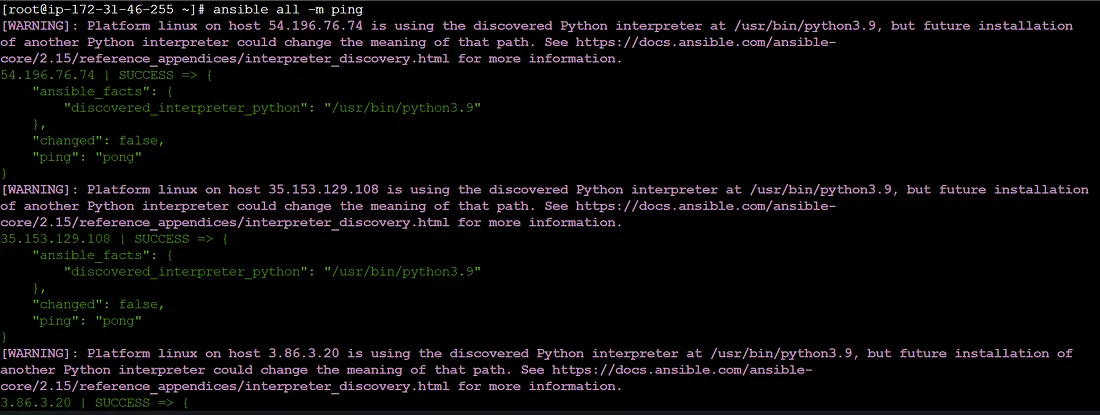 [root@ip-172-31-46-255 ~]# ansible all -m ping
[WARNING]: Platform linux on host 54.196.76.74 is using the discovered Python interpreter at /usr/bin/python3.9, but future installation
of another Python interpreter could change the meaning of that path. See https://docs.ansible.com/ansible-
core/2.15/reference_appendices/interpreter_discovery.html for more information.
54.196.76.74 | SUCCESS => {
    "ansible_facts": {
        "discovered_interpreter_python": "/usr/bin/python3.9"
    },
    "changed": false,
    "ping": "pong"
}
[WARNING]: Platform linux on host 35.153.129.108 is using the discovered Python interpreter at /usr/bin/python3.9, but future installation
of another Python interpreter could change the meaning of that path. See https://docs.ansible.com/ansible-
core/2.15/reference_appendices/interpreter_discovery.html for more information.
35.153.129.108 | SUCCESS => {
    "ansible_facts": {
        "discovered_interpreter_python": "/usr/bin/python3.9"
    },
    "changed": false,
    "ping": "pong"
}
[WARNING]: Platform linux on host 3.86.3.20 is using the discovered Python interpreter at /usr/bin/python3.9, but future installation of
another Python interpreter could change the meaning of that path. See https://docs.ansible.com/ansible-
core/2.15/reference_appendices/interpreter_discovery.html for more information.
3.86.3.20 | SUCCESS => {